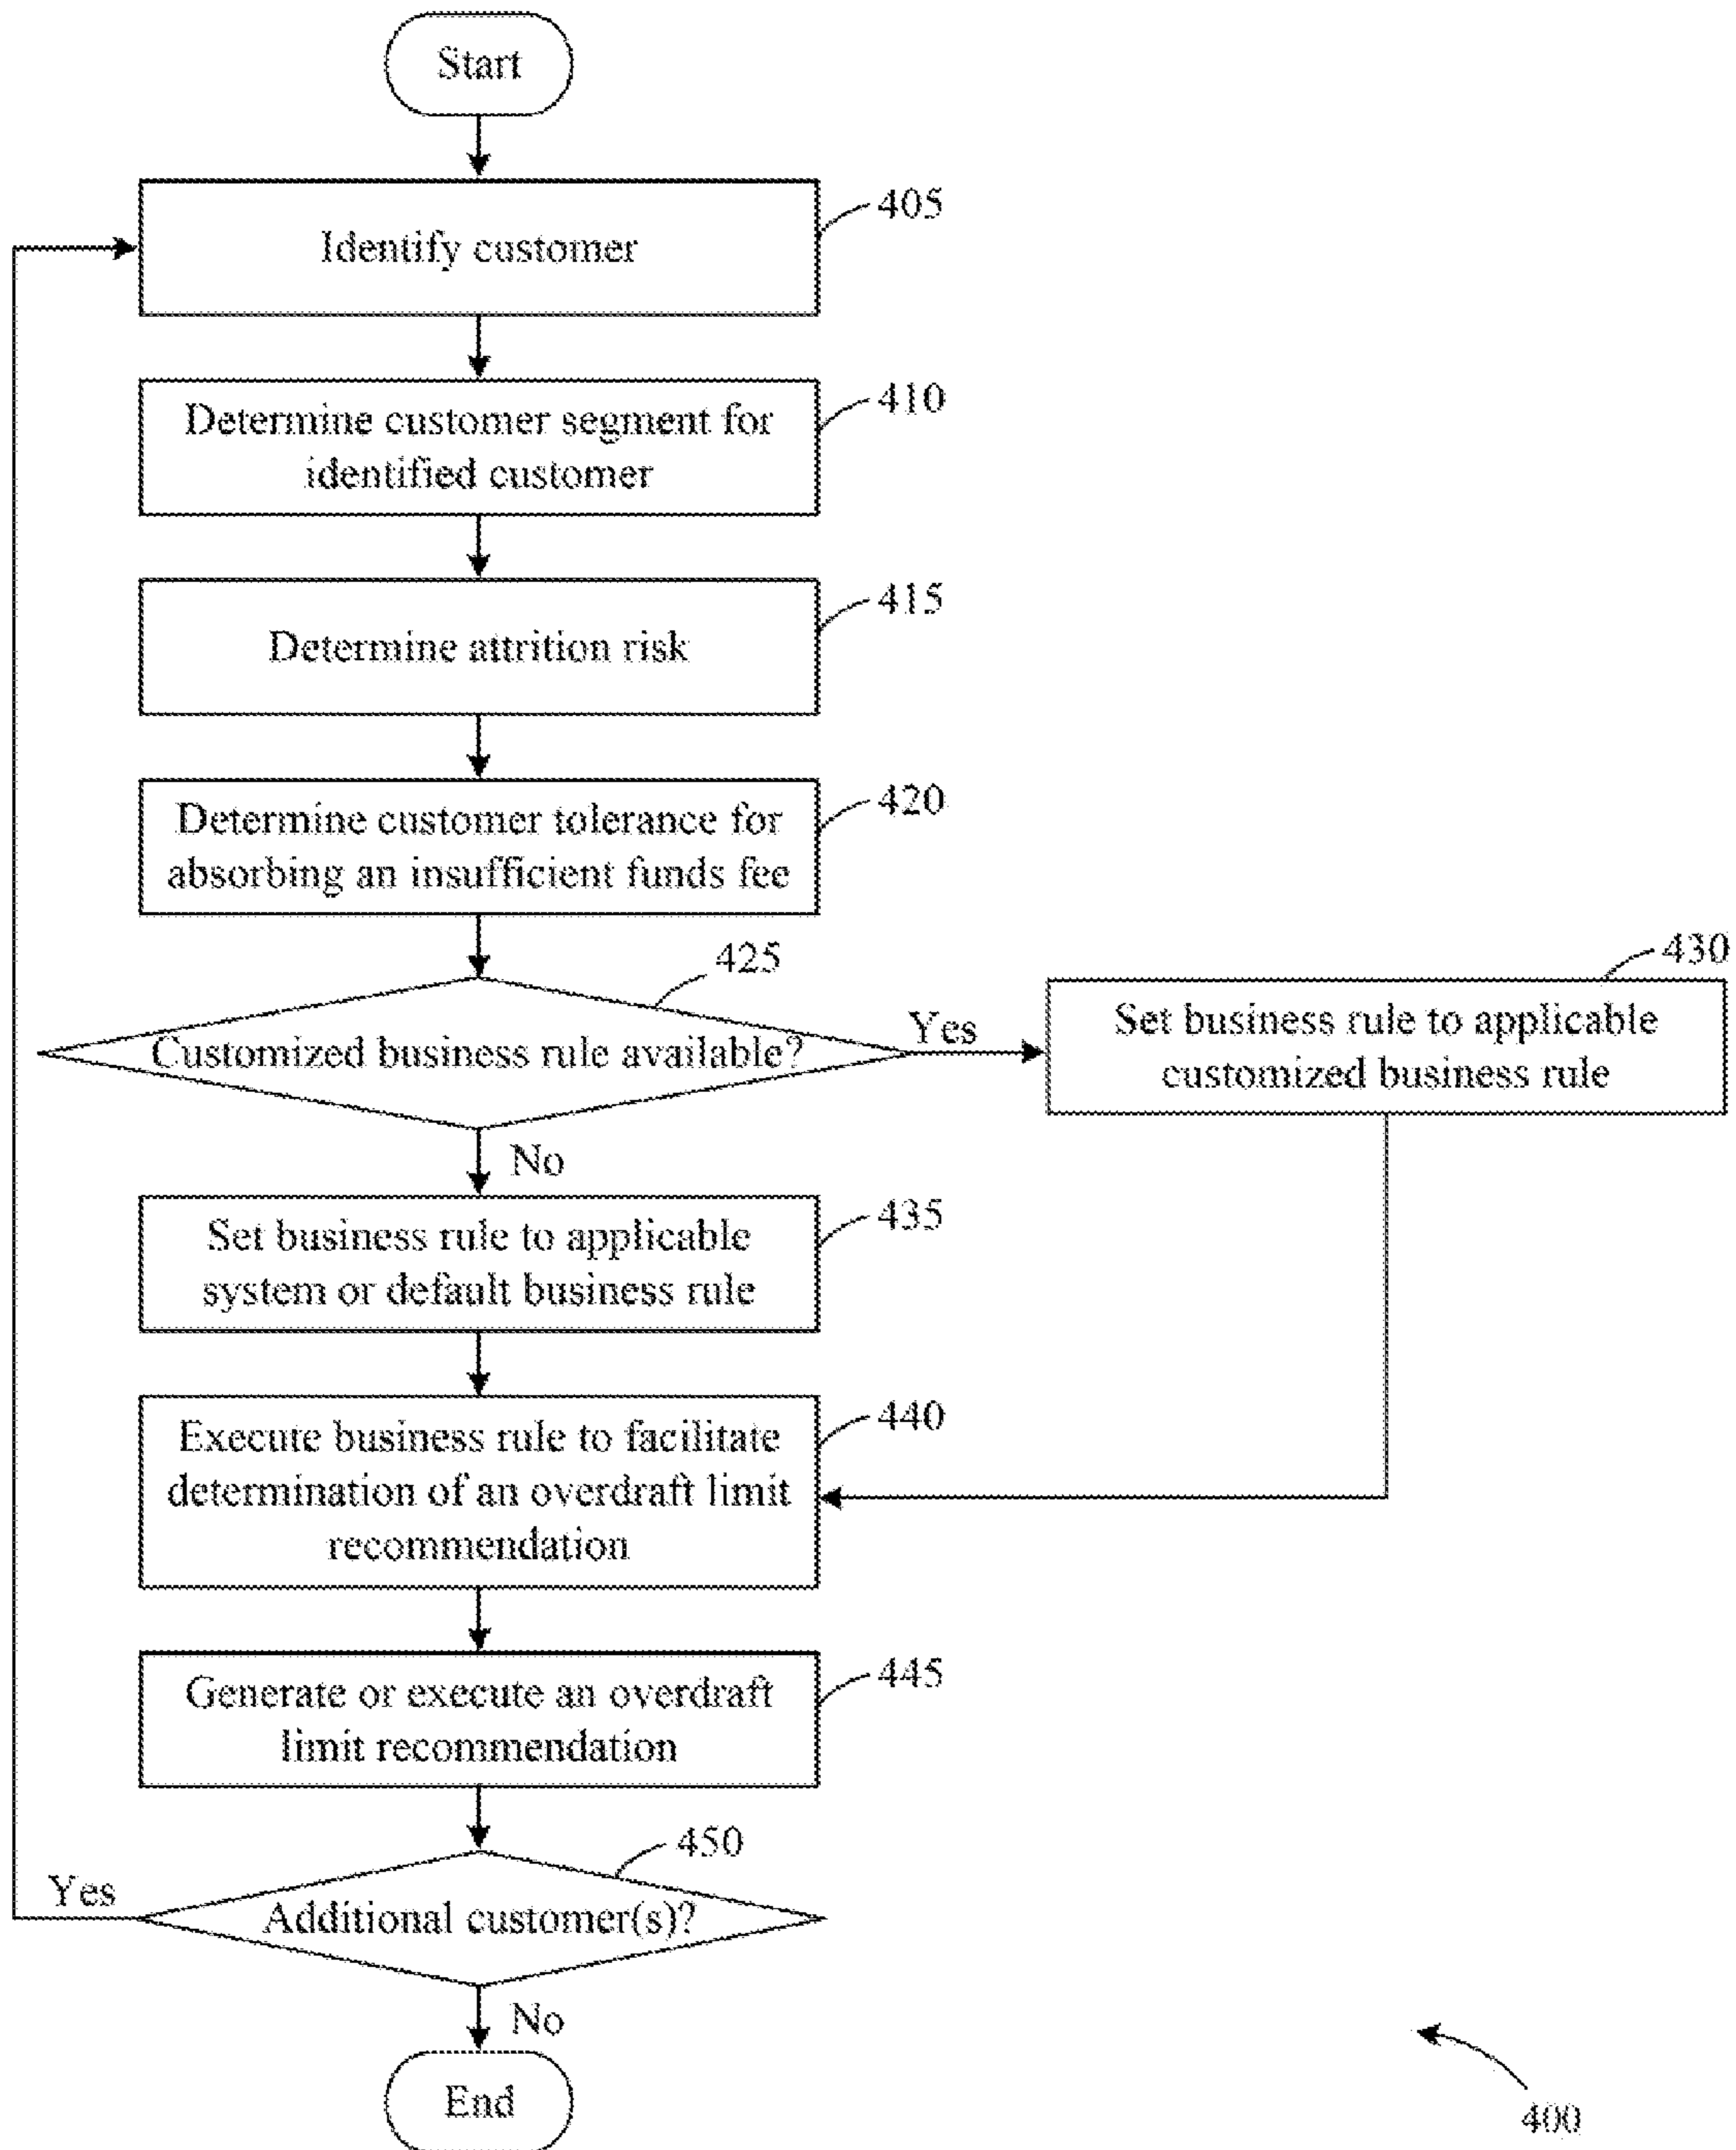 Start
405
Identify customer
410
Determine customer segment for
identified customer
415
Determine attrition risk
420
Determine customer tolerance for
absorbing an insufficient funds fee
425
Customized business rule available?
Yes
430
Set business rule to applicable
customized business rule
No
435
Set business rule to applicable
system or default business rule
440
Execute business rule to facilitate
determination of an overdraft limit
recommendation
445
Generate or execute an overdraft
limit recommendation
450
Yes
Additional customer(s)?
No
End
400